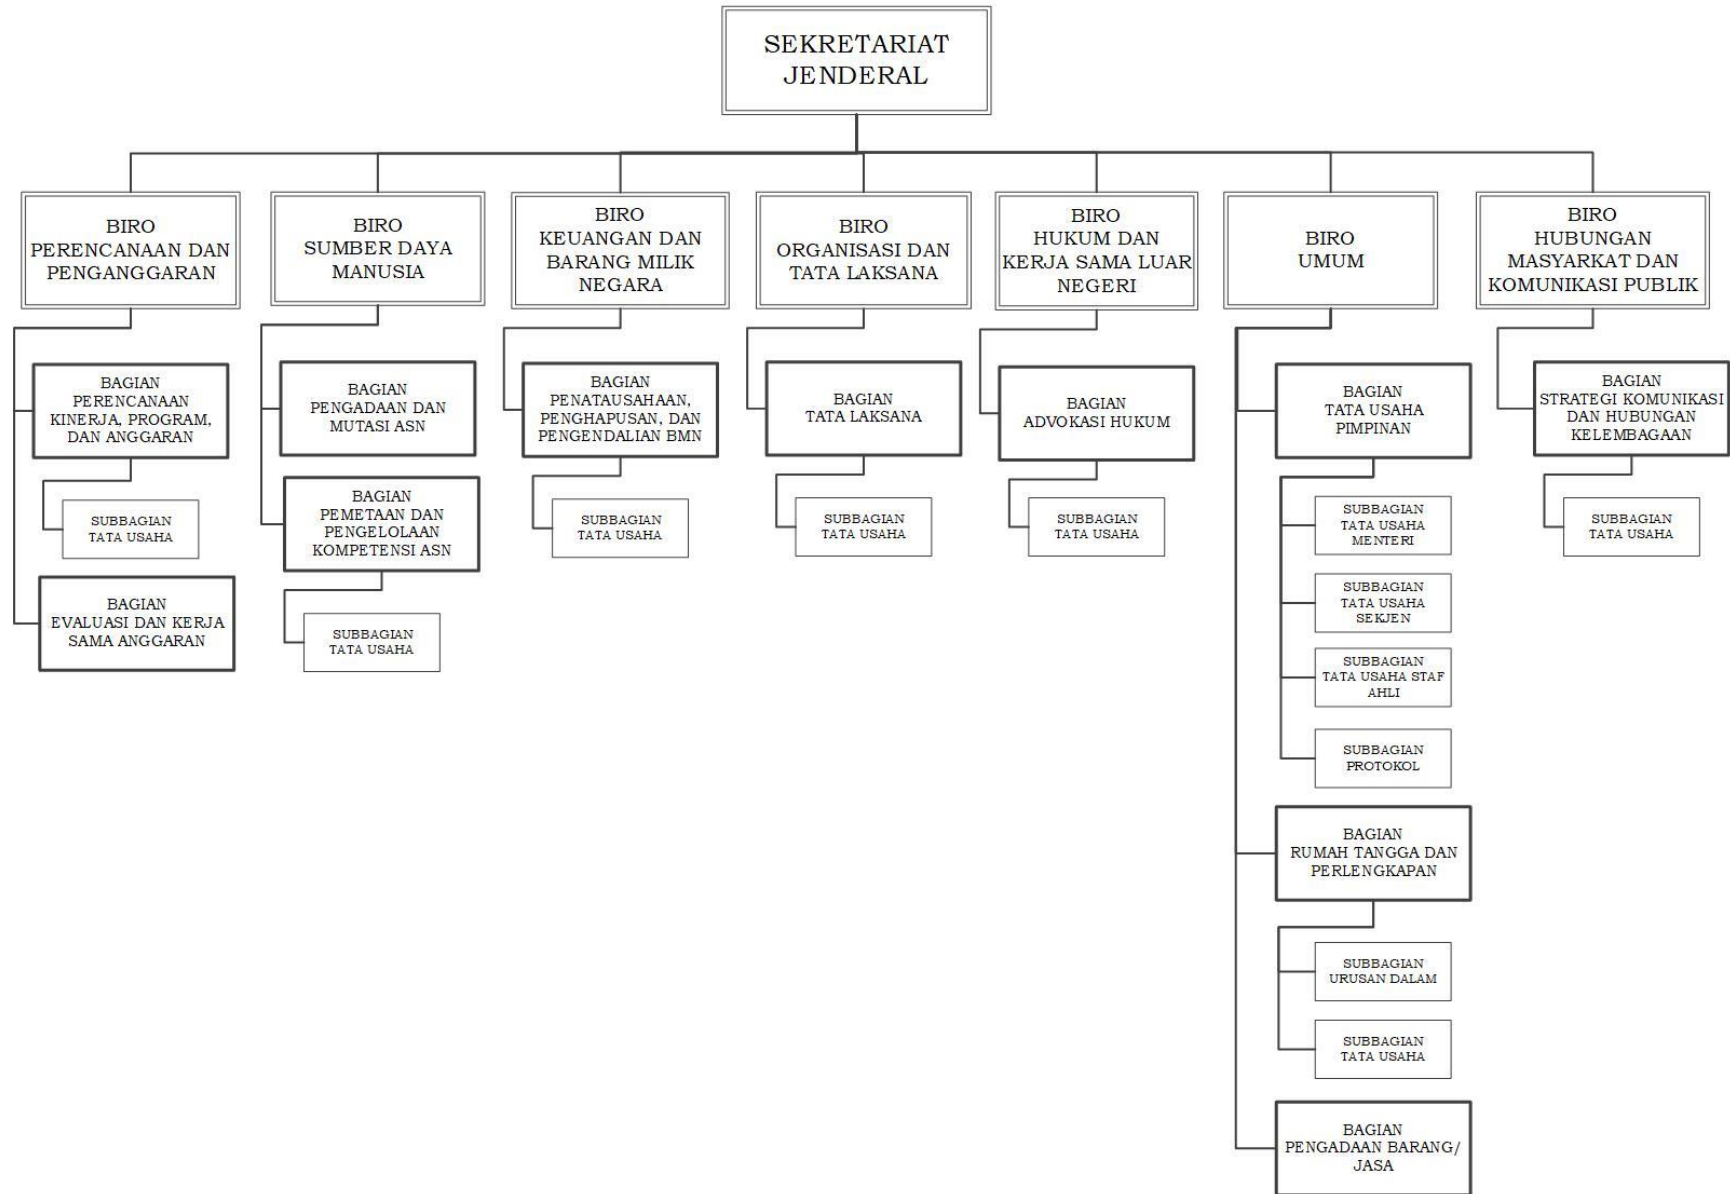 SEKRETARIAT
JENDERAL
BIRO
PERENCANAAN DAN
PENGANGGARAN
BIRO
SUMBER DAYA
MANUSIA
BIRO
KEUANGAN DAN
BARANG MILIK
NEGARA
BIRO
ORGANISASI DAN
TATA LAKSANA
BIRO
HUKUM DAN
KERJA SAMA LUAR
NEGERI
BIRO
UMUM
BIRO
HUBUNGAN
MASYARKAT DAN
KOMUNIKASI PUBLIK
BAGIAN
PERENCANAAN
KINERJA, PROGRAM,
DAN ANGGARAN
SUBBAGIAN
TATA USAHA
BAGIAN
EVALUASI DAN KERJA
SAMA ANGGARAN
BAGIAN
PENGADAAN DAN
MUTASI ASN
BAGIAN
PEMETAAN DAN
PENGELOLAAN
KOMPETENSI ASN
SUBBAGIAN
TATA USAHA
BAGIAN
PENATAUSAHAAN,
PENGHAPUSAN, DAN
PENGENDALIAN BMN
SUBBAGIAN
TATA USAHA
BAGIAN
TATA LAKSANA
SUBBAGIAN
TATA USAHA
BAGIAN
ADVOKASI HUKUM
SUBBAGIAN
TATA USAHA
BAGIAN
TATA USAHA
PIMPINAN
SUBBAGIAN
TATA USAHA
MENTERI
SUBBAGIAN
TATA USAHA
SEKJEN
SUBBAGIAN
TATA USAHA STAF
AHLI
SUBBAGIAN
PROTOKOL
BAGIAN
RUMAH TANGGA DAN
PERLENGKAPAN
SUBBAGIAN
URUSAN DALAM
SUBBAGIAN
TATA USAHA
BAGIAN
PENGADAAN BARANG/
JASA
BAGIAN
STRATEGI KOMUNIKASI
DAN HUBUNGAN
KELEMBAGAAN
SUBBAGIAN
TATA USAHA